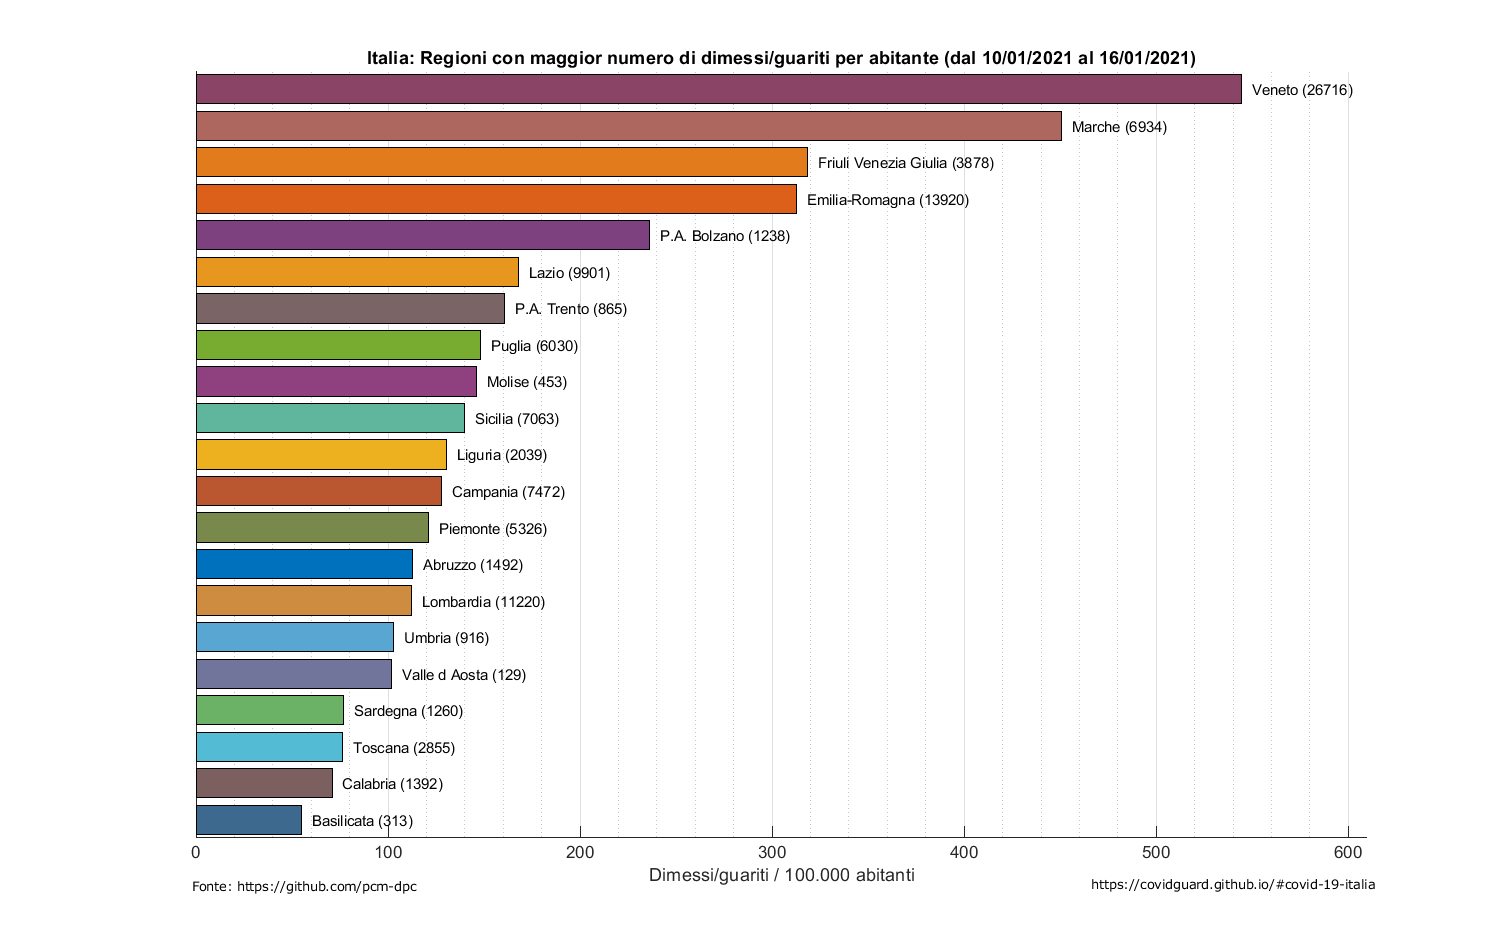 Italia: Regioni con maggior numero di dimessi/guariti per abitante (dal 10/01/2021 al 16/01/2021)
Veneto (26716)
Marche (6934)
Friuli Venezia Giulia (3878)
Emilia-Romagna (13920)
P.A. Bolzano (1238)
Lazio (9901)
P.A. Trento (865)
Puglia (6030)
Molise (453)
Sicilia (7063)
Liguria (2039)
Campania (7472)
Piemonte (5326)
Abruzzo (1492)
Lombardia (11220)
Umbria (916)
Valle d Aosta (129)
Sardegna (1260)
Toscana (2855)
Calabria (1392)
Basilicata (313)
0 100 200 300 400 500 600
Dimessi/guariti / 100.000 abitanti
Fonte: https://github.com/pcm-dpc
https://covidguard.github.io/#covid-19-italia